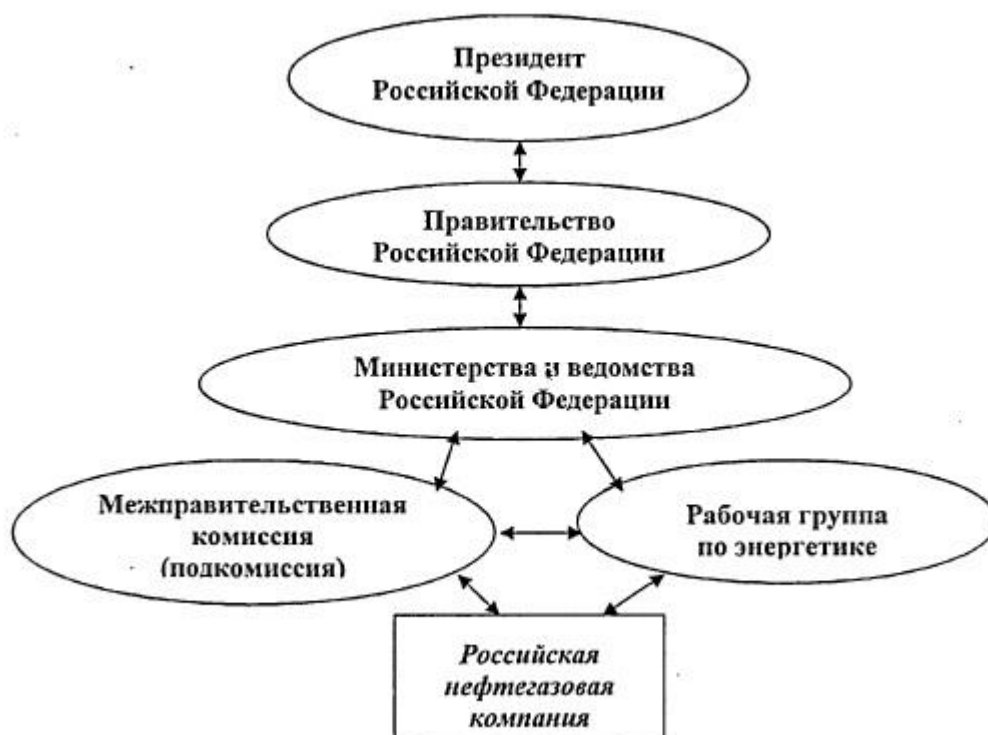 Президент
Российской Федерации
Правительство
Российской Федерации
Министерства и ведомства
Российской Федерации
Межправительственная
комиссия
(подкомиссия)
Рабочая группа
по энергетике
Российская
нефтегазовая
компания